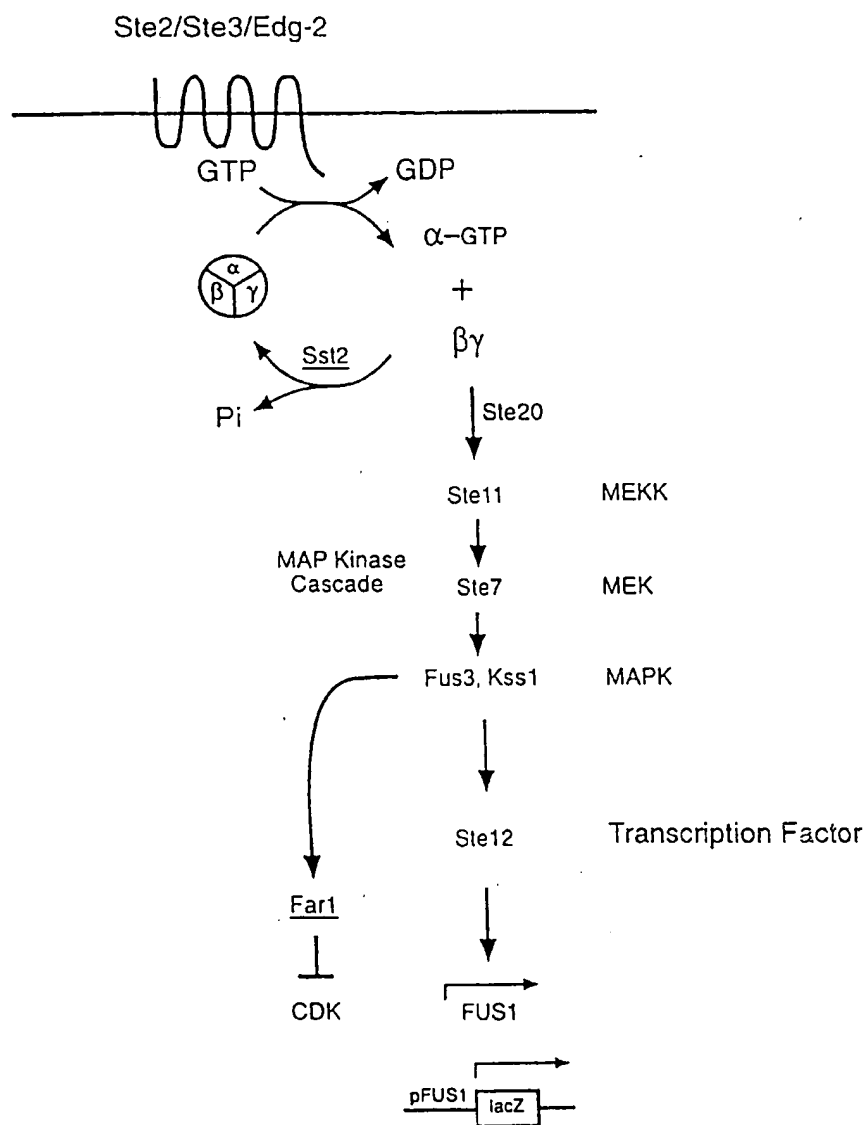 Ste2/Ste3/Edg-2
GTP
GDP
α–GTP
α
β
γ
+
βγ
Sst2
Pi
Ste20
Ste11
MEKK
MAP Kinase
Cascade
Ste7
MEK
Fus3, Kss1
MAPK
Ste12
Transcription Factor
Far1
CDK
FUS1
pFUS1
lacZ